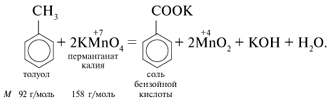 CH₃ COOK
+7 +4
+ 2KMnO₄ = + 2MnO₂ + KOH + H₂O.
толуол перманганат соль
калия бензойной
кислоты
M 92 г/моль 158 г/моль